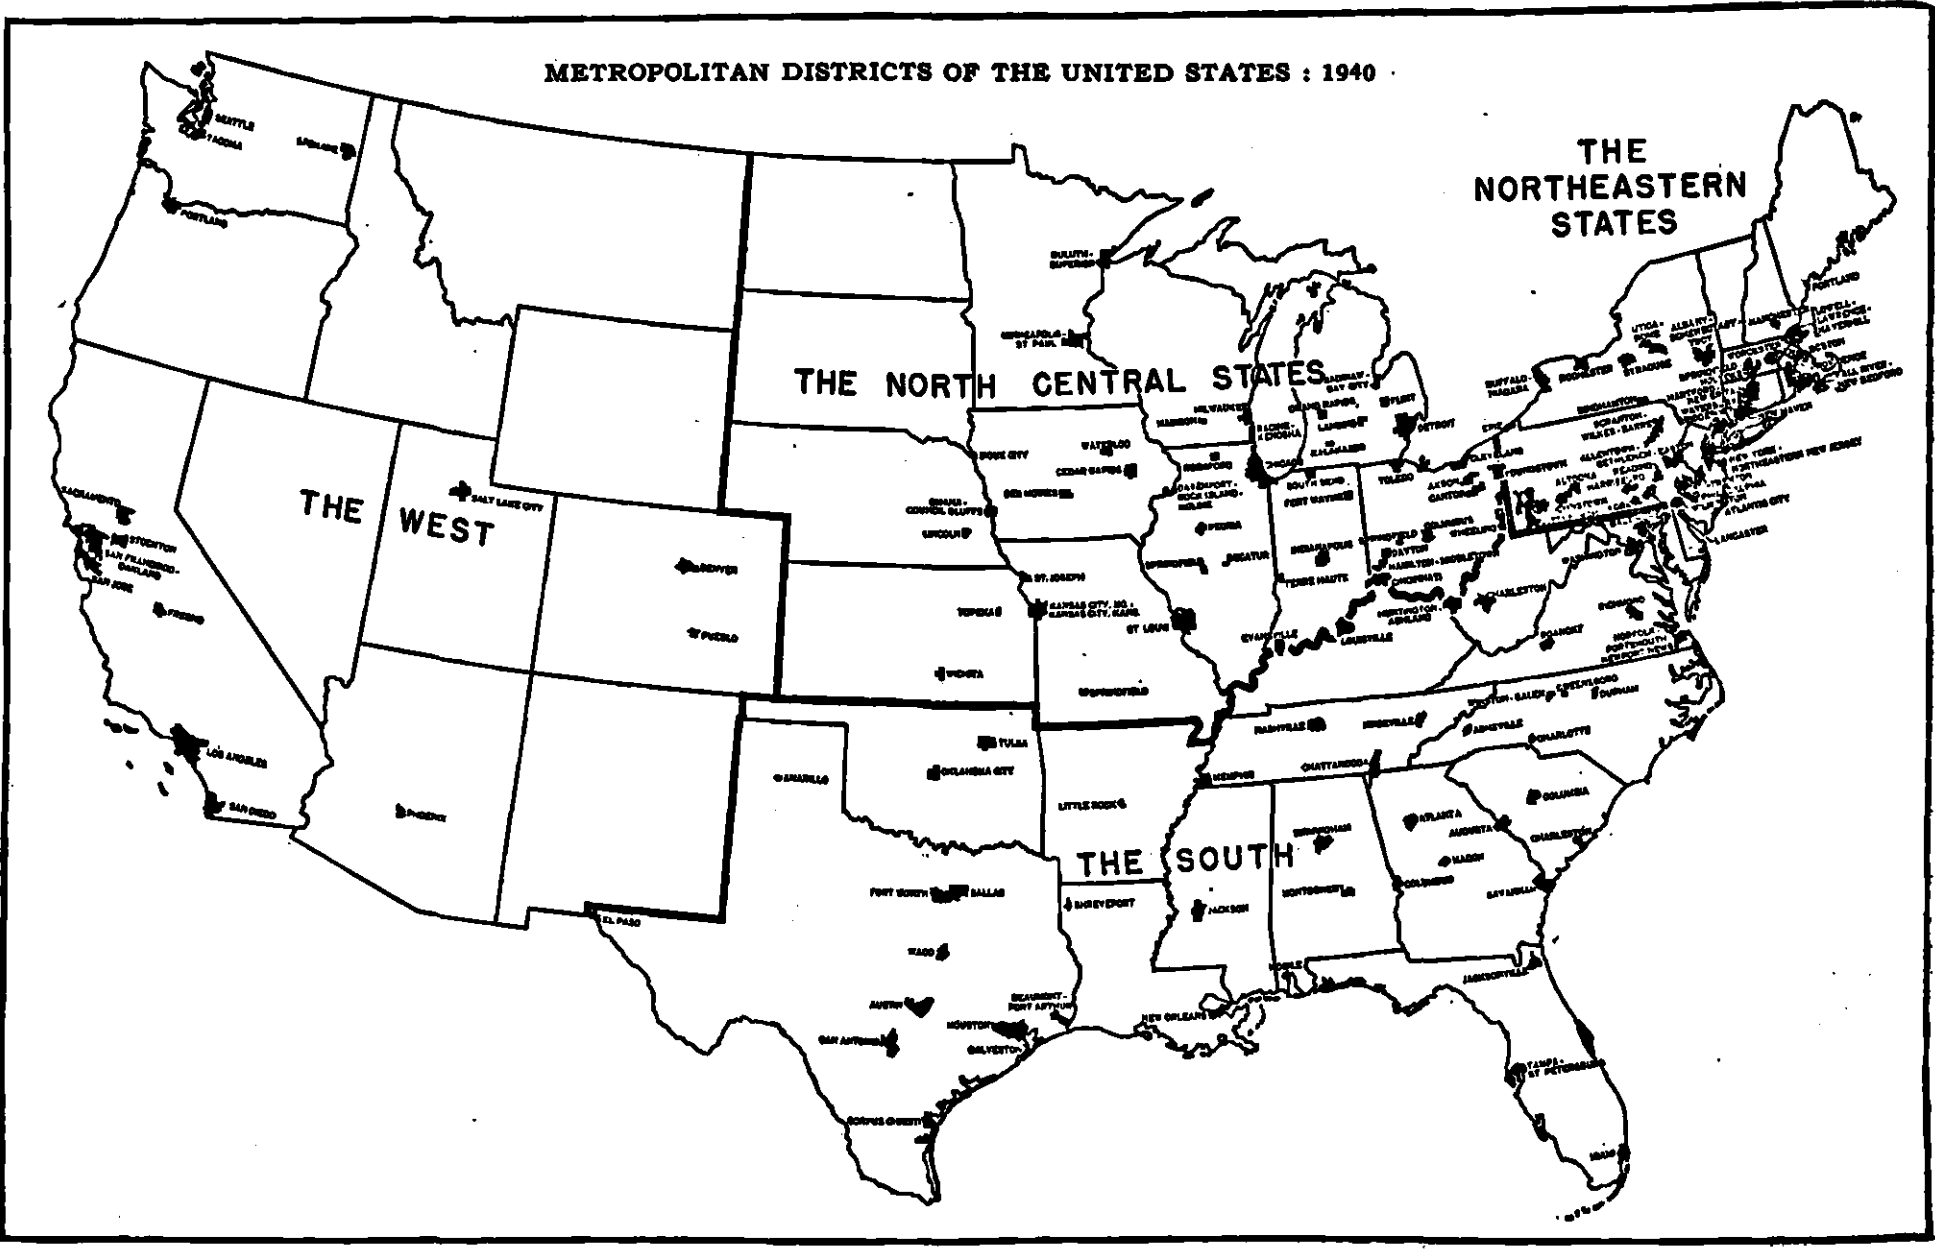 METROPOLITAN DISTRICTS OF THE UNITED STATES : 1940
THE
NORTHEASTERN
STATES
SEATTLE
TACOMA
SPOKANE
PORTLAND
DULUTH-
SUPERIOR
MINNEAPOLIS-
ST PAUL
THE NORTH CENTRAL STATES
SAGINAW-
BAY CITY
GRAND RAPIDS
FLINT
LANSING
DETROIT
KALAMAZOO
MILWAUKEE
MADISON
RACINE-
KENOSHA
CHICAGO
ROCKFORD
WATERLOO
CEDAR RAPIDS
DES MOINES
SIOUX CITY
DAVENPORT-
ROCK ISLAND-
MOLINE
PEORIA
OMAHA-
COUNCIL BLUFFS
LINCOLN
SOUTH BEND
FORT WAYNE
TOLEDO
CLEVELAND
AKRON
CANTON
YOUNGSTOWN
ERIE
BUFFALO-
NIAGARA
ROCHESTER
SYRACUSE
UTICA-
ROME
ALBANY-
TROY
MANCHESTER
PORTLAND
LOWELL-
LAWRENCE-
HAVERHILL
WORCESTER
BOSTON
FALL RIVER-
NEW BEDFORD
NEW HAVEN
BINGHAMTON
SCRANTON-
WILKES-BARRE
ALLENTOWN-
BETHLEHEM-EASTON
READING
ALTOONA
NEW YORK-
NORTHEASTERN NEW JERSEY
ATLANTIC CITY
LANCASTER
WASHINGTON
THE WEST
SALT LAKE CITY
SACRAMENTO
STOCKTON
SAN FRANCISCO-
OAKLAND
SAN JOSE
FRESNO
LOS ANGELES
SAN DIEGO
PHOENIX
DENVER
PUEBLO
TOPEKA
WICHITA
ST. JOSEPH
KANSAS CITY, MO.-
KANSAS CITY, KANS.
SPRINGFIELD
ST LOUIS
SPRINGFIELD
DECATUR
INDIANAPOLIS
TERRE HAUTE
EVANSVILLE
LOUISVILLE
SPRINGFIELD
COLUMBUS
DAYTON
HAMILTON-MIDDLETOWN
CINCINNATI
WHEELING
HUNTINGTON-
ASHLAND
CHARLESTON
ROANOKE
RICHMOND
NORFOLK-
PORTSMOUTH-
NEWPORT NEWS
WINSTON-SALEM
GREENSBORO
DURHAM
ASHEVILLE
CHARLOTTE
NASHVILLE
KNOXVILLE
CHATTANOOGA
MEMPHIS
TULSA
OKLAHOMA CITY
AMARILLO
LITTLE ROCK
THE SOUTH
BIRMINGHAM
MONTGOMERY
ATLANTA
AUGUSTA
MACON
COLUMBUS
SAVANNAH
COLUMBIA
CHARLESTON
JACKSON
SHREVEPORT
FORT WORTH
DALLAS
EL PASO
WACO
AUSTIN
SAN ANTONIO
HOUSTON
GALVESTON
BEAUMONT-
PORT ARTHUR
CORPUS CHRISTI
NEW ORLEANS
MOBILE
JACKSONVILLE
TAMPA-
ST PETERSBURG
MIAMI